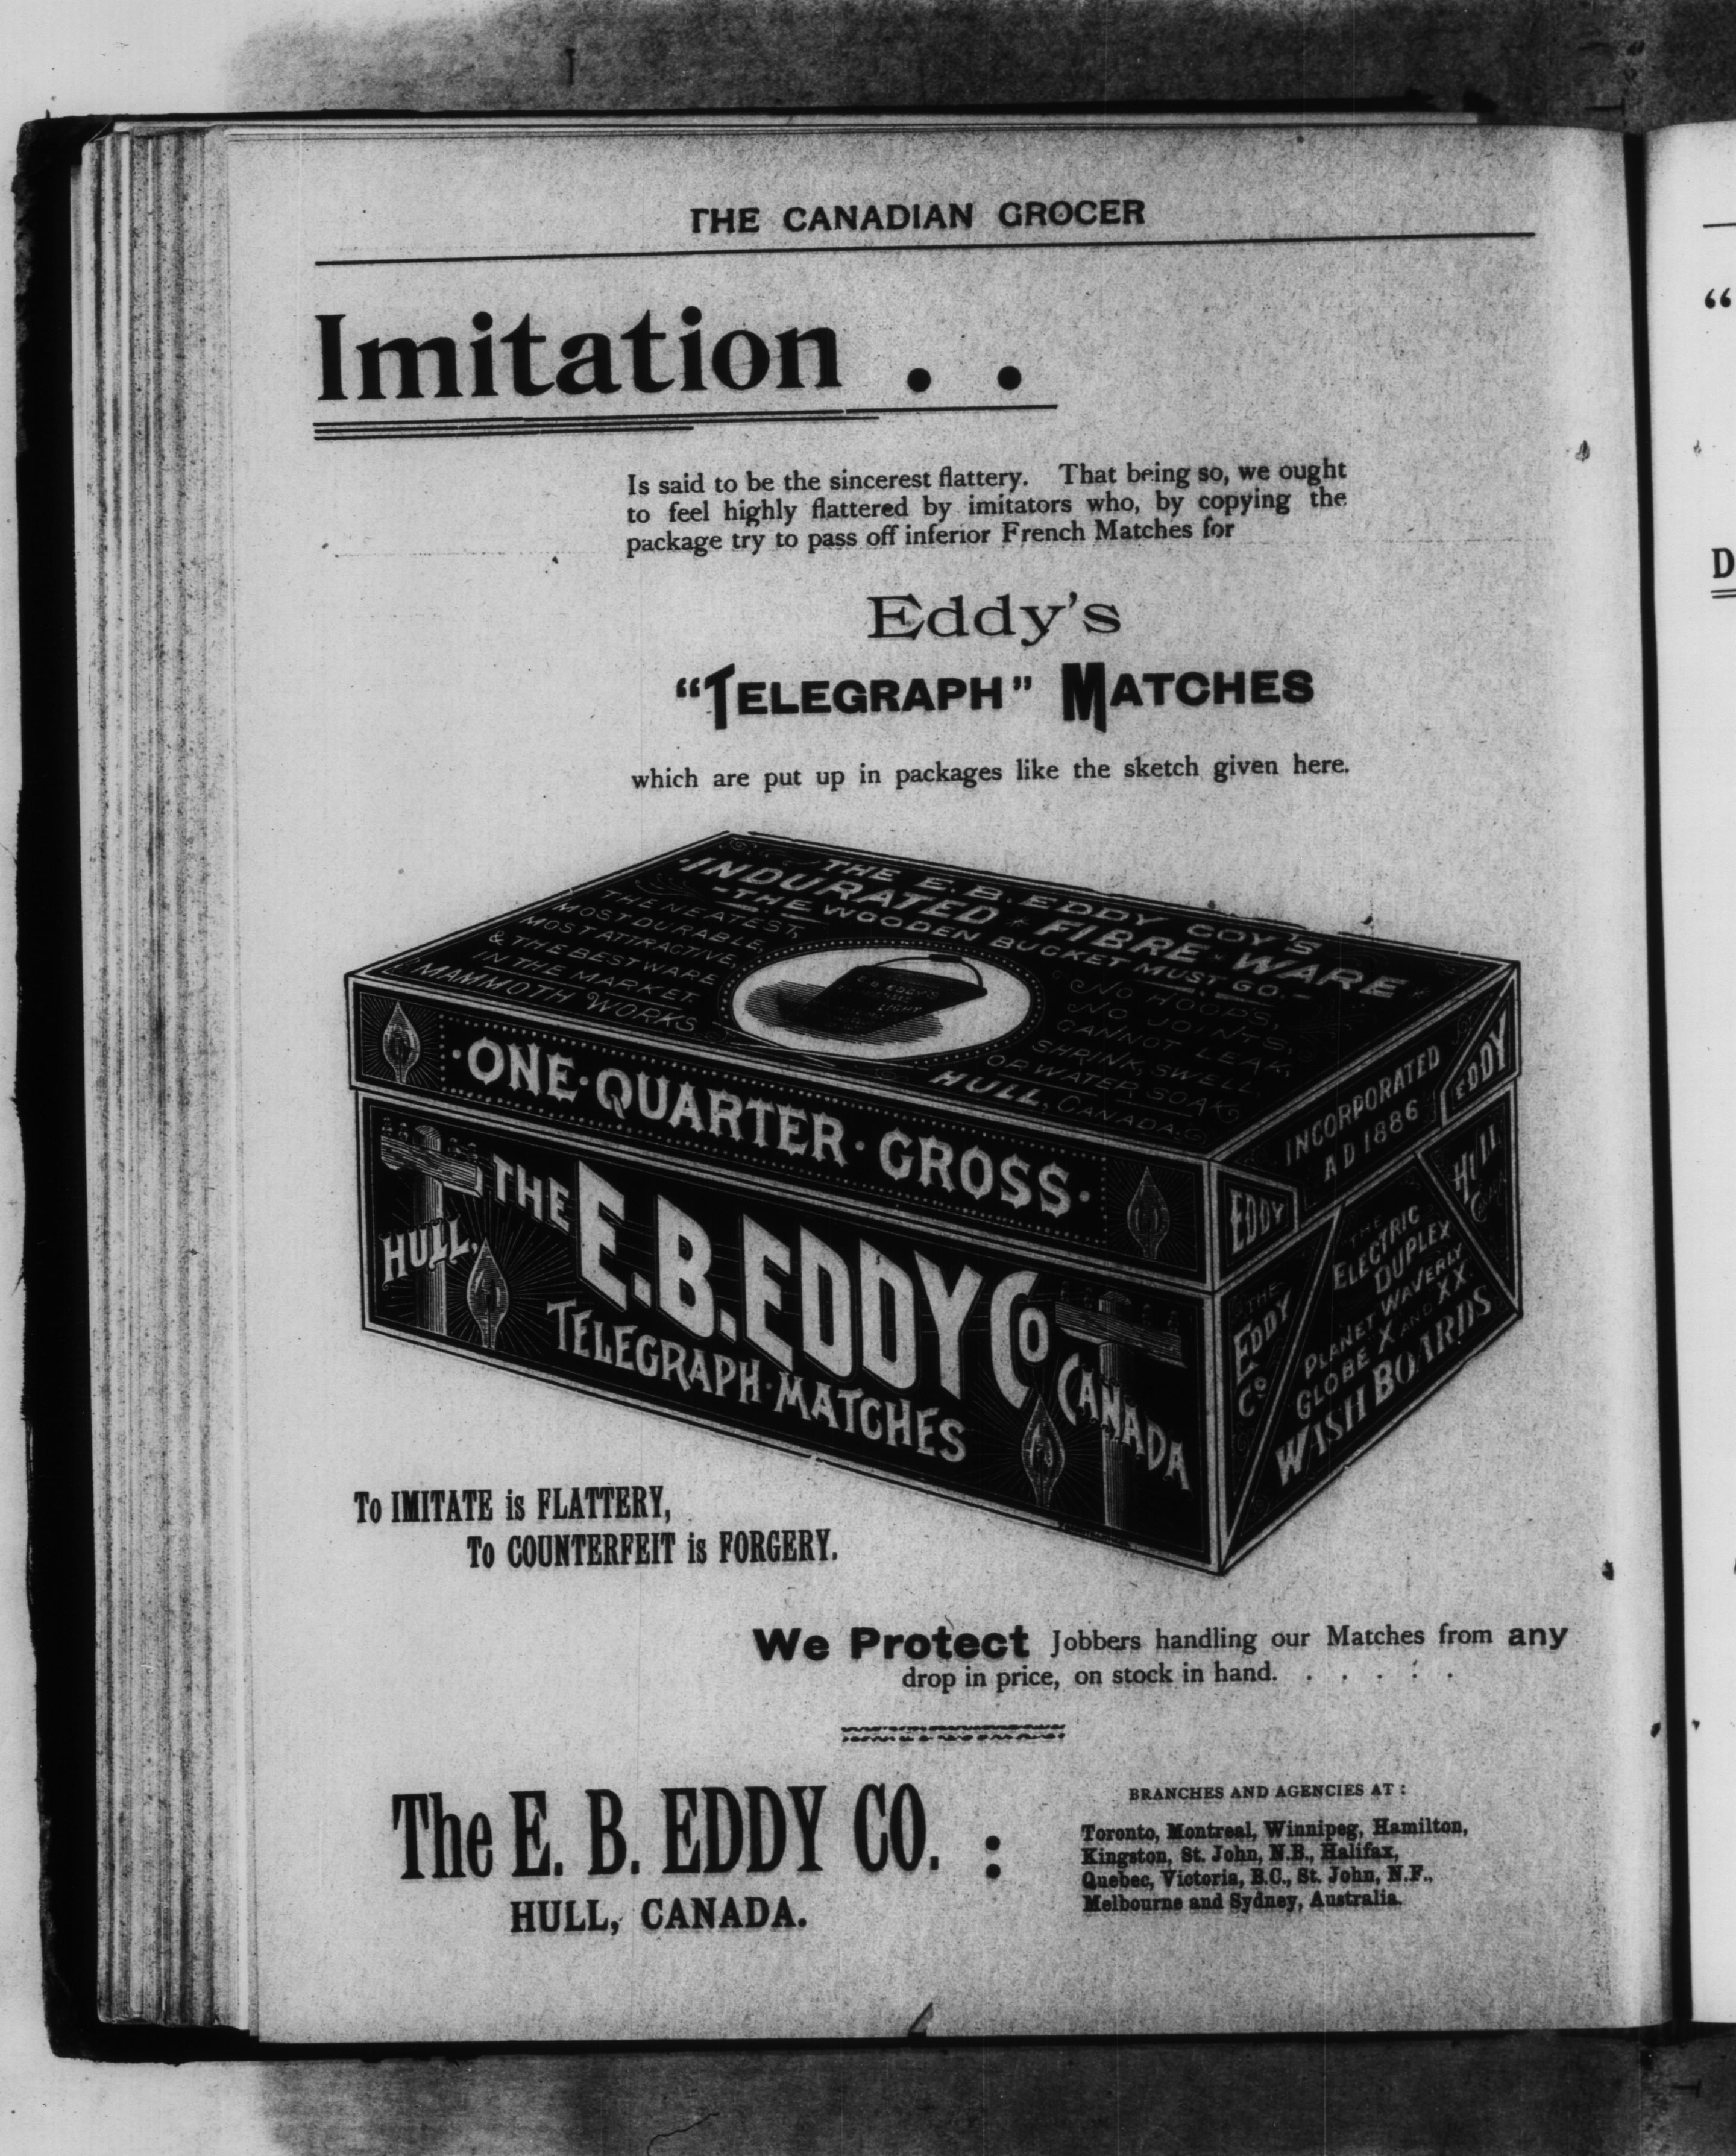 THE CANADIAN GROCER
Imitation . .
Is said to be the sincerest flattery. That being so, we ought
to feel highly flattered by imitators who, by copying the
package try to pass off inferior French Matches for
Eddy's
"TELEGRAPH" MATCHES
which are put up in packages like the sketch given here.
THE E. B. EDDY COY'S
INDURATED FIBRE WARE
"THE WOODEN BUCKET MUST GO.–
THE NEATEST,
MOST DURABLE,
MOST ATTRACTIVE,
& THE BEST WARE
IN THE MARKET.
MAMMOTH WORKS
E.B. EDDY'S
LIGHT
NO HOOPS,
NO JOINTS,
CANNOT LEAK,
SHRINK, SWELL,
OR WATER SOAK
HULL, CANADA.
·ONE·QUARTER·GROSS·
THE E.B. EDDY Co
HULL,
TELEGRAPH·MATCHES
CANADA
INCORPORATED
AD 1886
EDDY
EDDY
THE
EDDY
Co
THE
ELECTRIC
DUPLEX
PLANET WAVERLY
GLOBE X AND XX.
WASHBOARDS
HULL
To IMITATE is FLATTERY,
To COUNTERFEIT is FORGERY.
We Protect Jobbers handling our Matches from any
drop in price, on stock in hand. . . . . .
The E. B. EDDY CO. :
HULL, CANADA.
BRANCHES AND AGENCIES AT :
Toronto, Montreal, Winnipeg, Hamilton,
Kingston, St. John, N.B., Halifax,
Quebec, Victoria, B.C., St. John, N.F.,
Melbourne and Sydney, Australia.
"
D